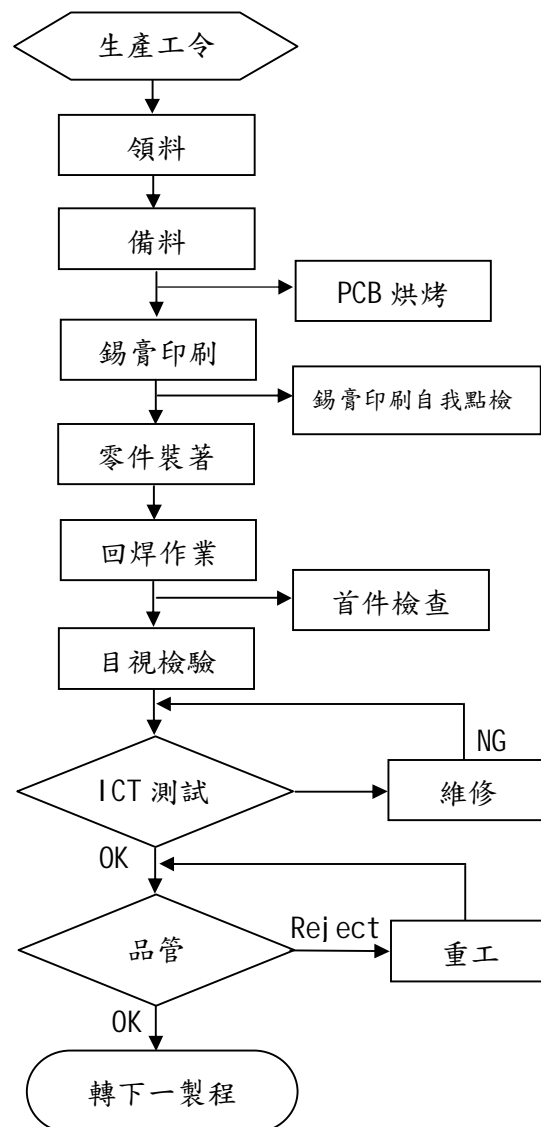 生產工令
領料
備料
PCB 烘烤
錫膏印刷
錫膏印刷自我點檢
零件裝著
回焊作業
首件檢查
目視檢驗
NG
ICT 測試
維修
OK
Reject
品管
重工
OK
轉下一製程